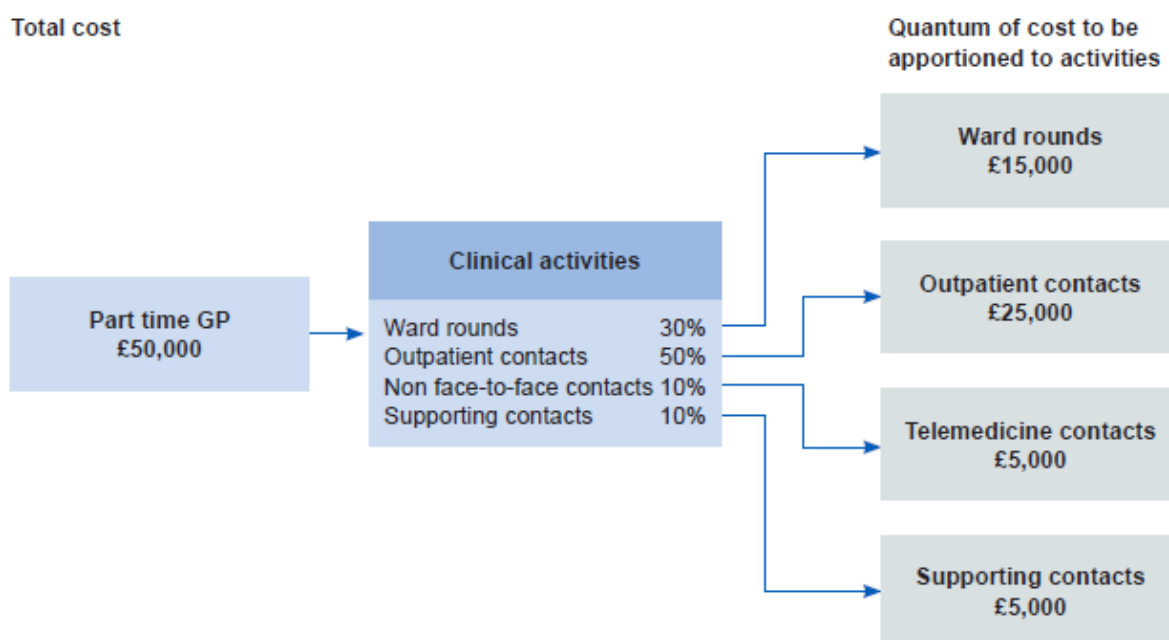 Total cost
Quantum of cost to be
apportioned to activities
Part time GP
£50,000
Clinical activities
Ward rounds 30%
Outpatient contacts 50%
Non face-to-face contacts 10%
Supporting contacts 10%
Ward rounds
£15,000
Outpatient contacts
£25,000
Telemedicine contacts
£5,000
Supporting contacts
£5,000